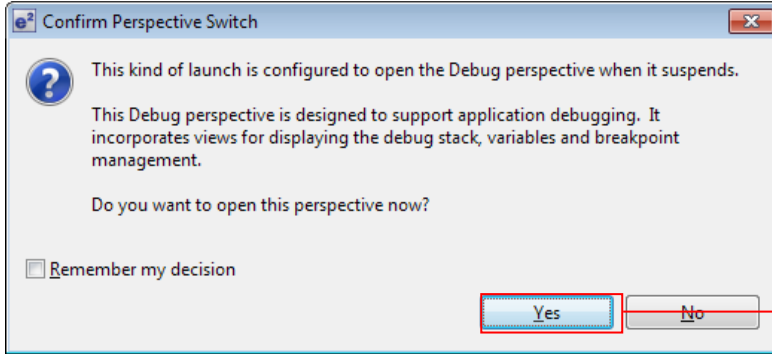 e² Confirm Perspective Switch
This kind of launch is configured to open the Debug perspective when it suspends.
This Debug perspective is designed to support application debugging. It
incorporates views for displaying the debug stack, variables and breakpoint
management.
Do you want to open this perspective now?
Remember my decision
Yes No